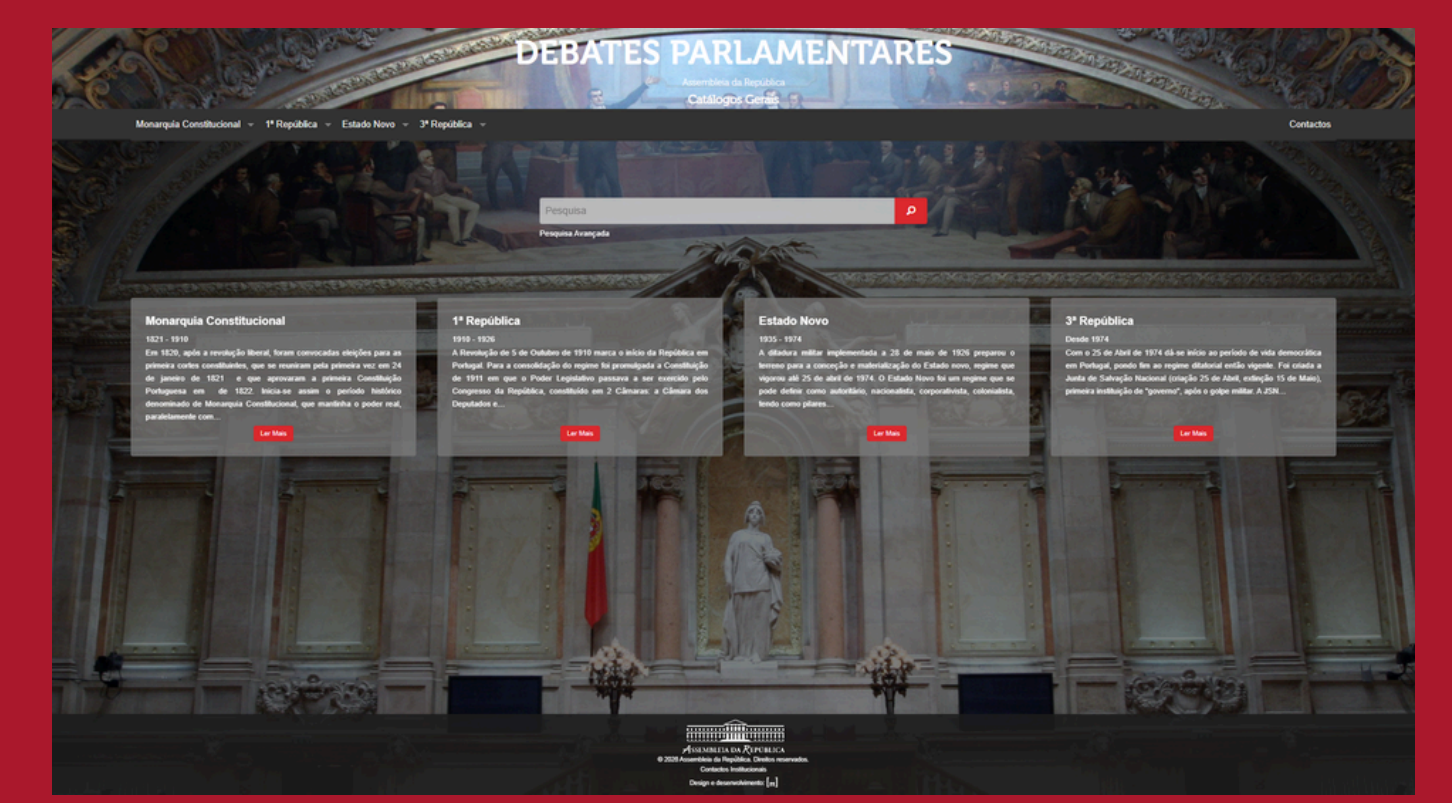 DEBATES PARLAMENTARES
Assembleia da República
Catálogos Gerais
Monarquia Constitucional
1ª República
Estado Novo
3ª República
Contactos
Pesquisa
Pesquisa Avançada
Monarquia Constitucional
1821 - 1910
Em 1820, após a revolução liberal, foram convocadas eleições para as
primeira cortes constituintes, que se reuniram pela primeira vez em 24
de janeiro de 1821 e que aprovaram a primeira Constituição
Portuguesa em de 1822. Inicia-se assim o período histórico
denominado de Monarquia Constitucional, que mantinha o poder real,
paralelamente com...
Ler Mais
1ª República
1910 - 1926
A Revolução de 5 de Outubro de 1910 marca o início da República em
Portugal. Para a consolidação do regime foi promulgada a Constituição
de 1911 em que o Poder Legislativo passava a ser exercido pelo
Congresso da República, constituído em 2 Câmaras: a Câmara dos
Deputados e...
Ler Mais
Estado Novo
1935 - 1974
A ditadura militar implementada a 28 de maio de 1926 preparou o
terreno para a conceção e materialização do Estado novo, regime que
vigorou até 25 de abril de 1974. O Estado Novo foi um regime que se
pode definir como autoritário, nacionalista, corporativista, colonialista,
tendo como pilares...
Ler Mais
3ª República
Desde 1974
Com o 25 de Abril de 1974 dá-se início ao período de vida democrática
em Portugal, pondo fim ao regime ditatorial então vigente. Foi criada a
Junta de Salvação Nacional (criação 25 de Abril, extinção 15 de Maio),
primeira instituição de "governo", após o golpe militar. A JSN...
Ler Mais
ASSEMBLEIA DA REPÚBLICA
© 2026 Assembleia da República. Direitos reservados.
Contactos Institucionais
Design e desenvolvimento: [m]